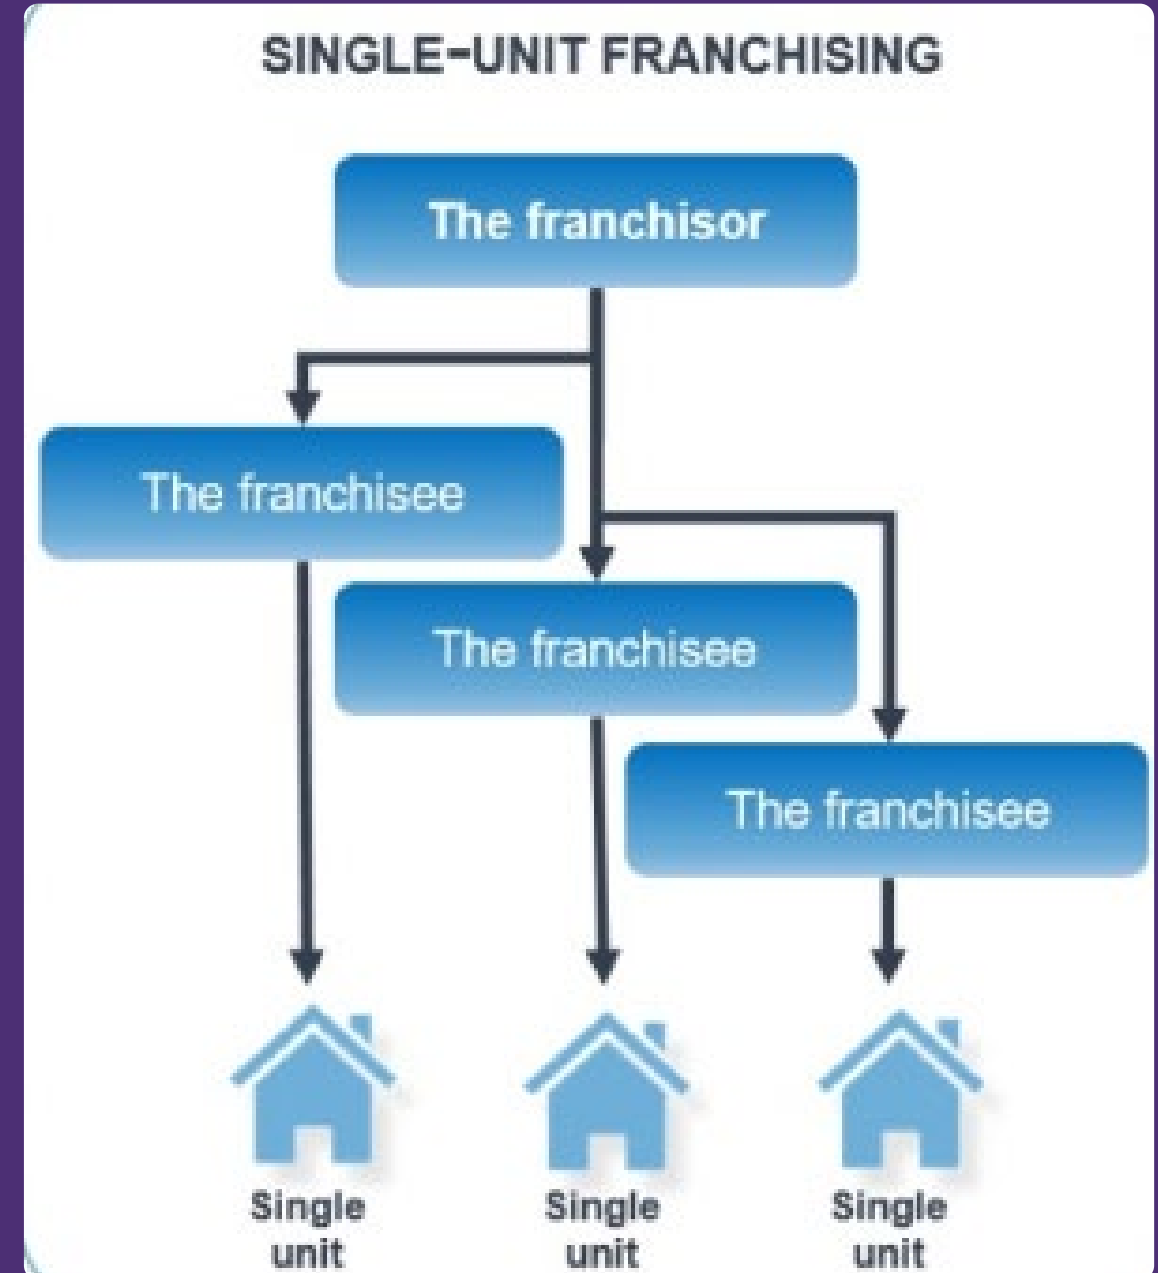 SINGLE-UNIT FRANCHISING
The franchisor
The franchisee
The franchisee
The franchisee
Single
unit
Single
unit
Single
unit